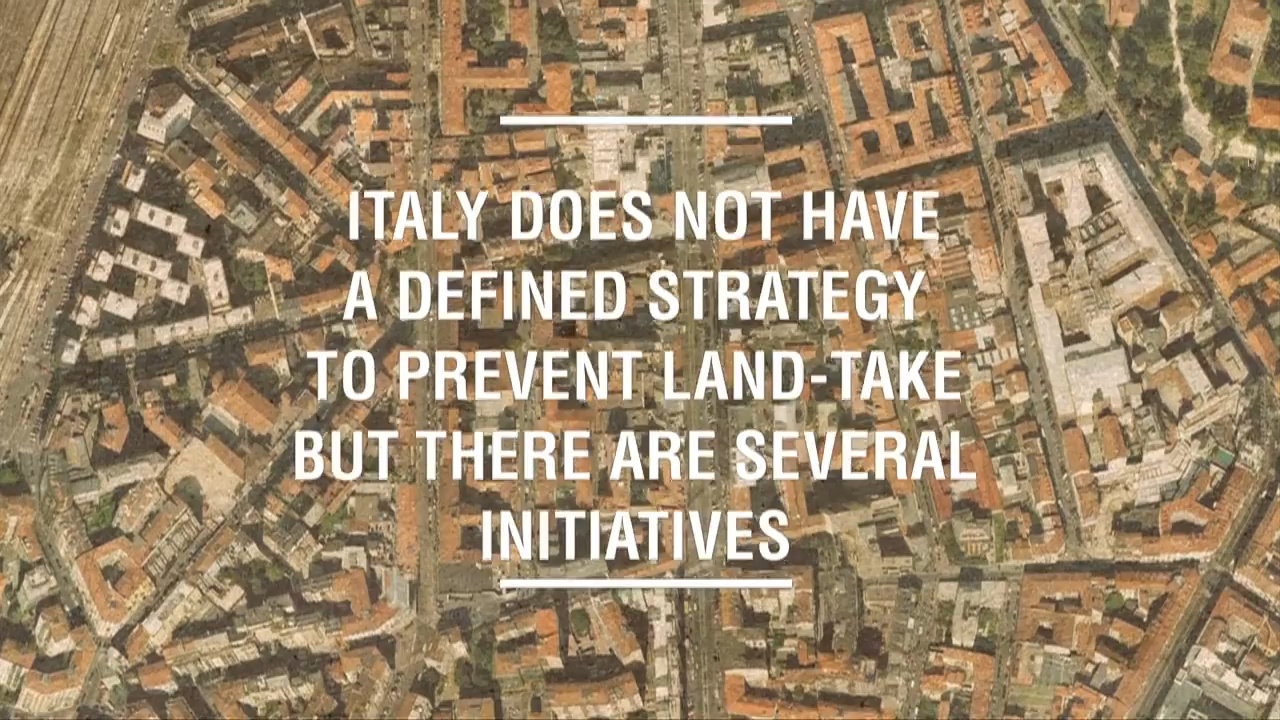 ITALY DOES NOT HAVE
A DEFINED STRATEGY
TO PREVENT LAND-TAKE
BUT THERE ARE SEVERAL
INITIATIVES